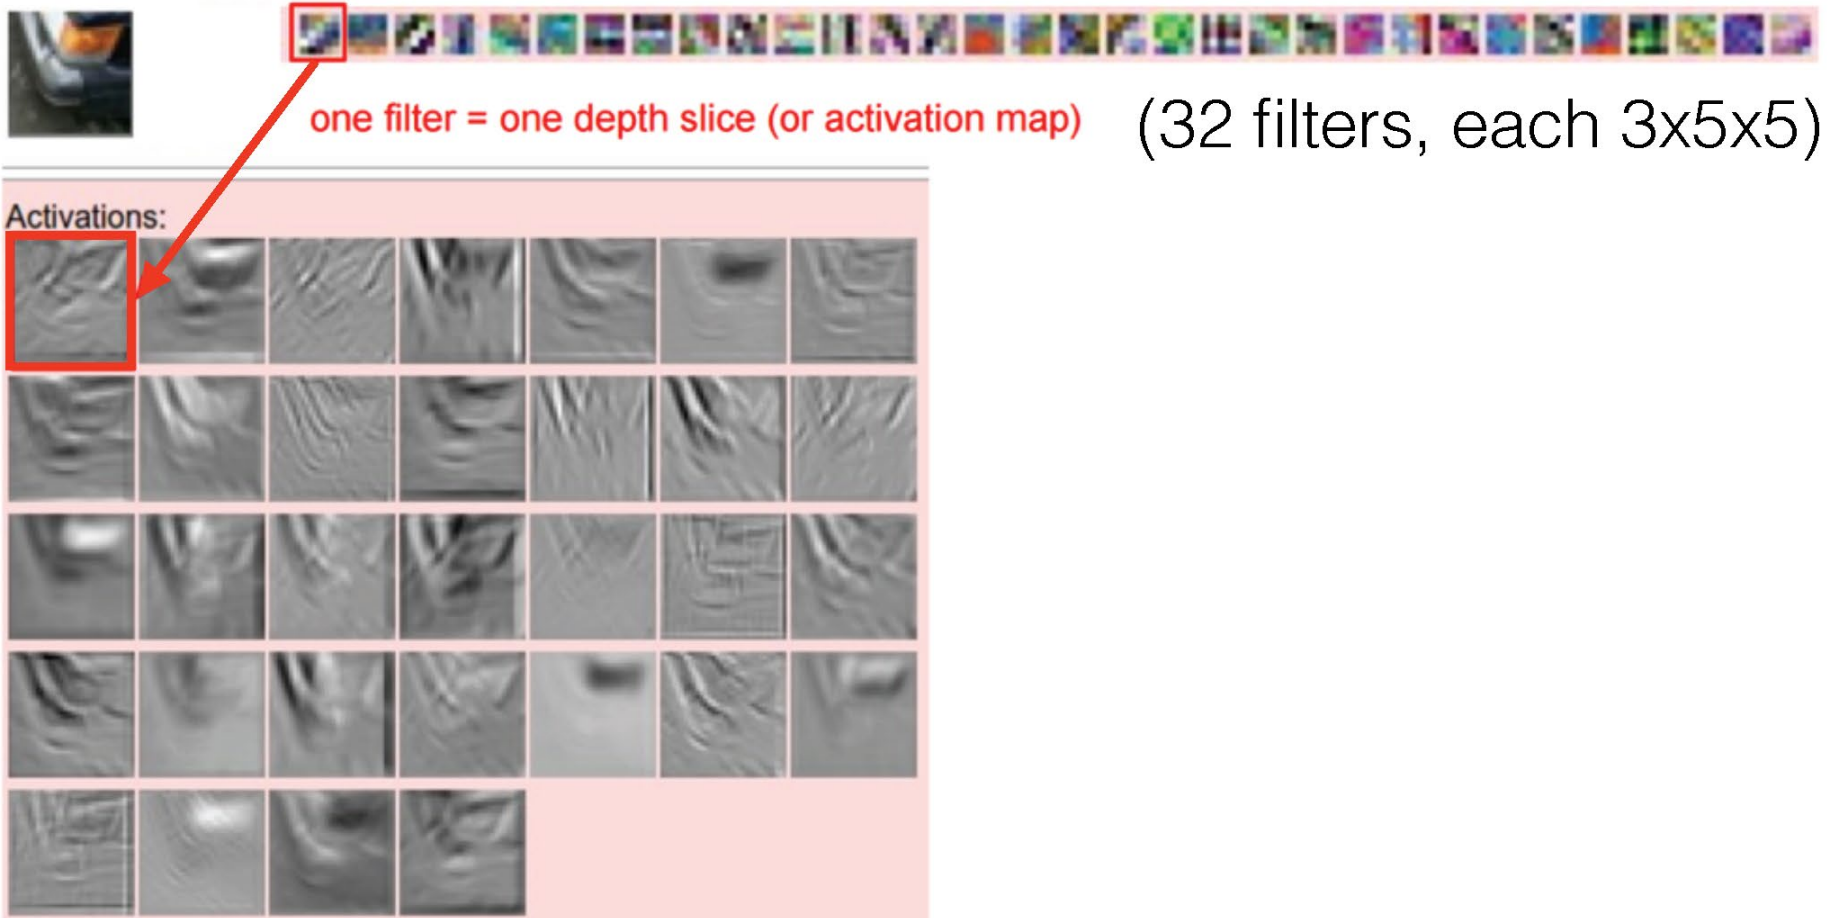 one filter = one depth slice (or activation map)
(32 filters, each 3x5x5)
Activations: